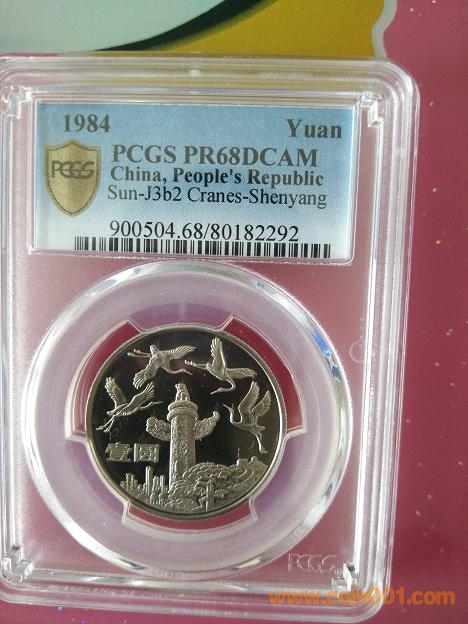 1984 Yuan
PCGS
PCGS PR68DCAM
China, People's Republic
Sun-J3b2 Cranes-Shenyang
900504.68/80182292
壹圆
PCGS
www.coin001.com